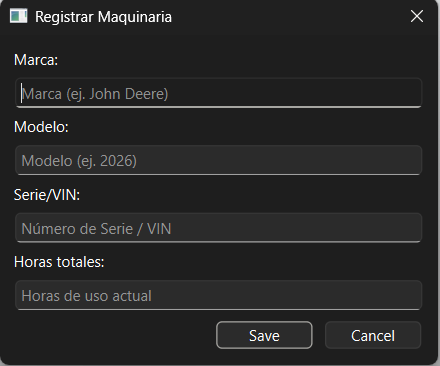 Registrar Maquinaria
Marca:
Marca (ej. John Deere)
Modelo:
Modelo (ej. 2026)
Serie/VIN:
Número de Serie / VIN
Horas totales:
Horas de uso actual
Save Cancel